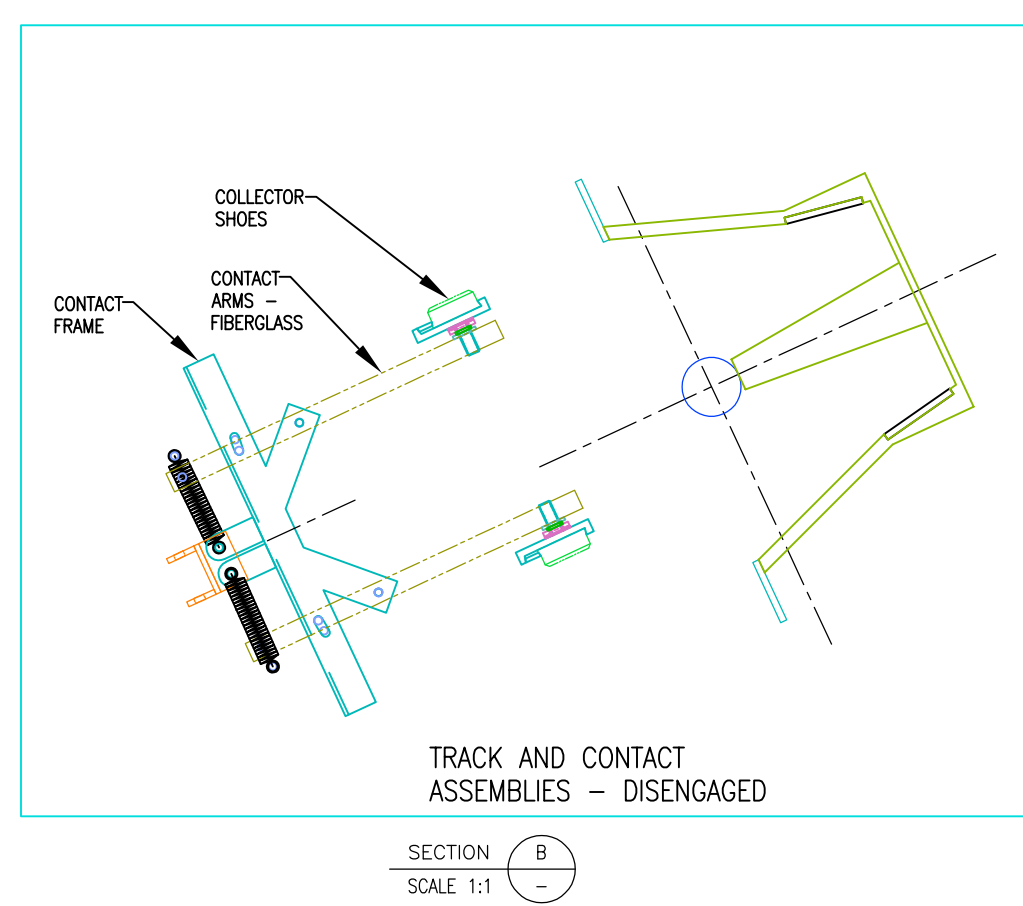 COLLECTOR
SHOES
CONTACT
ARMS –
FIBERGLASS
CONTACT
FRAME
TRACK AND CONTACT
ASSEMBLIES – DISENGAGED
SECTION B
SCALE 1:1 –